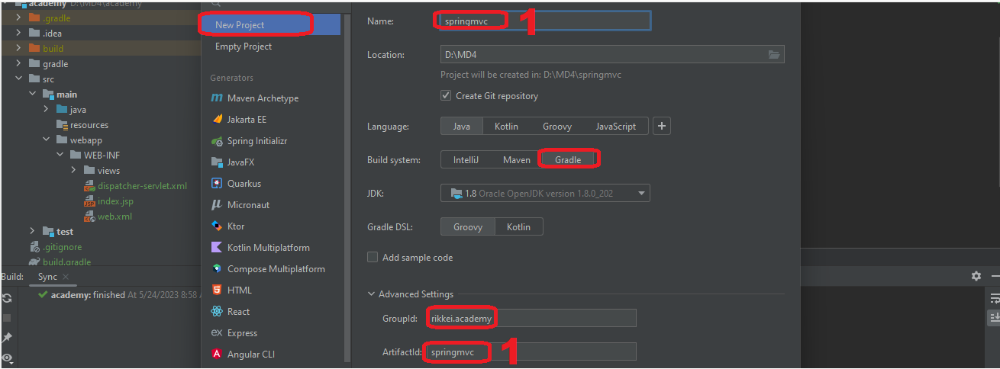 academy D:\MD4\academy
.gradle
.idea
build
gradle
src
main
java
resources
webapp
WEB-INF
views
dispatcher-servlet.xml
index.jsp
web.xml
test
.gitignore
build.gradle
New Project
Empty Project
Generators
Maven Archetype
Jakarta EE
Spring Initializr
JavaFX
Quarkus
Micronaut
Ktor
Kotlin Multiplatform
Compose Multiplatform
HTML
React
ex Express
Angular CLI
Name: springmvc 1
Location: D:\MD4
Project will be created in: D:\MD4\springmvc
Create Git repository
Language: Java Kotlin Groovy JavaScript +
Build system: IntelliJ Maven Gradle
JDK: 1.8 Oracle OpenJDK version 1.8.0_202
Gradle DSL: Groovy Kotlin
Add sample code
Advanced Settings
GroupId: rikkei.academy
ArtifactId: springmvc 1
Build: Sync
academy: finished At 5/24/2023 8:58